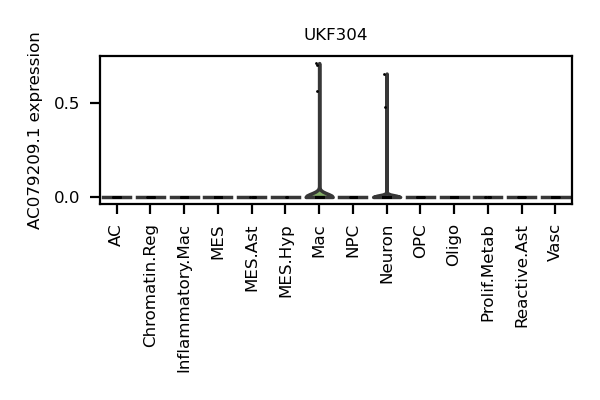 UKF304
AC079209.1 expression
0.5
0.0
AC
Chromatin.Reg
Inflammatory.Mac
MES
MES.Ast
MES.Hyp
Mac
NPC
Neuron
OPC
Oligo
Prolif.Metab
Reactive.Ast
Vasc